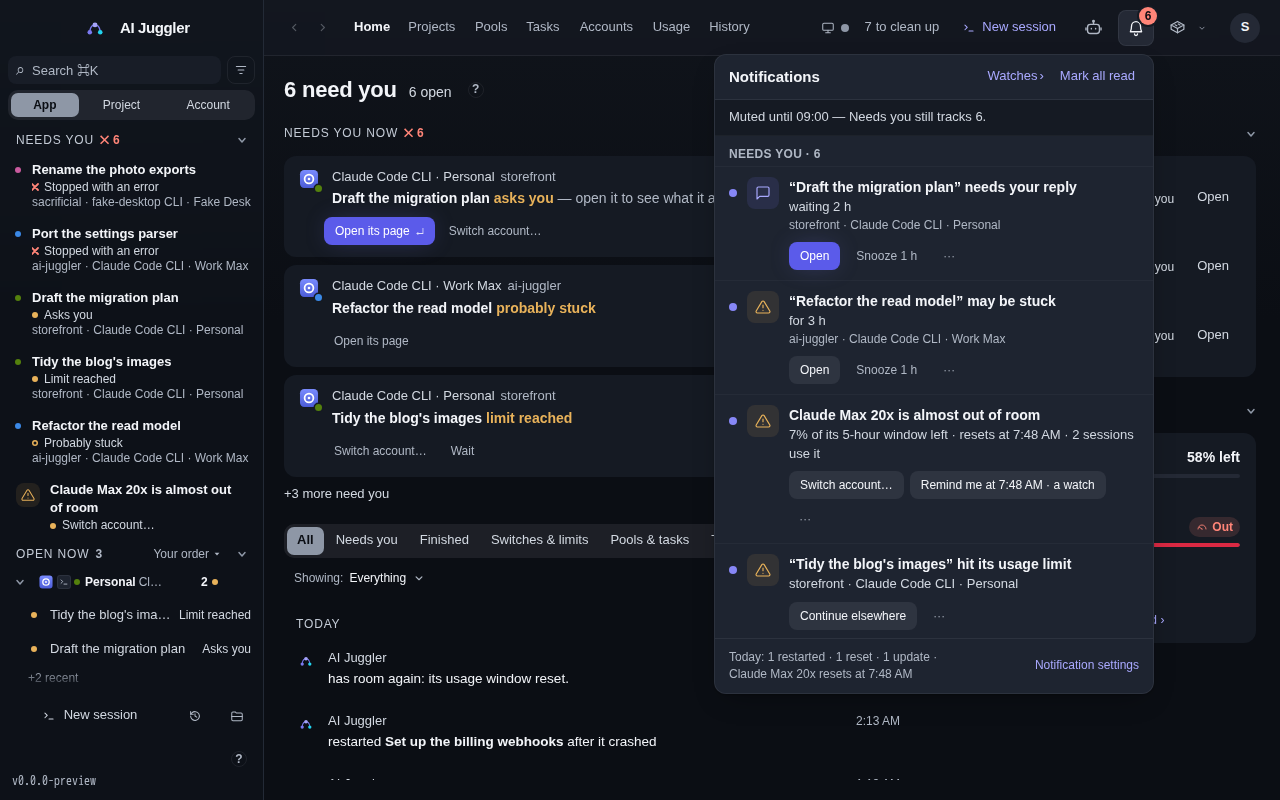 AI Juggler
Search ⌘K
App Project Account
NEEDS YOU 6
Rename the photo exports
Stopped with an error
sacrificial · fake-desktop CLI · Fake Desk
Port the settings parser
Stopped with an error
ai-juggler · Claude Code CLI · Work Max
Draft the migration plan
Asks you
storefront · Claude Code CLI · Personal
Tidy the blog's images
Limit reached
storefront · Claude Code CLI · Personal
Refactor the read model
Probably stuck
ai-juggler · Claude Code CLI · Work Max
Claude Max 20x is almost out
of room
Switch account…
OPEN NOW 3 Your order
Personal Cl… 2
Tidy the blog's ima… Limit reached
Draft the migration plan Asks you
+2 recent
New session
?
v0.0.0-preview
Home Projects Pools Tasks Accounts Usage History
7 to clean up New session 6 S
6 need you 6 open ?
NEEDS YOU NOW 6
Claude Code CLI · Personal storefront
Draft the migration plan asks you — open it to see what it a
Open its page Switch account…
Claude Code CLI · Work Max ai-juggler
Refactor the read model probably stuck
Open its page
Claude Code CLI · Personal storefront
Tidy the blog's images limit reached
Switch account… Wait
+3 more need you
All Needs you Finished Switches & limits Pools & tasks
Showing: Everything
TODAY
AI Juggler
has room again: its usage window reset.
AI Juggler
restarted Set up the billing webhooks after it crashed
2:13 AM
Notifications Watches › Mark all read
Muted until 09:00 — Needs you still tracks 6.
NEEDS YOU · 6
“Draft the migration plan” needs your reply
waiting 2 h
storefront · Claude Code CLI · Personal
Open Snooze 1 h ···
“Refactor the read model” may be stuck
for 3 h
ai-juggler · Claude Code CLI · Work Max
Open Snooze 1 h ···
Claude Max 20x is almost out of room
7% of its 5-hour window left · resets at 7:48 AM · 2 sessions
use it
Switch account… Remind me at 7:48 AM · a watch
···
“Tidy the blog's images” hit its usage limit
storefront · Claude Code CLI · Personal
Continue elsewhere ···
Today: 1 restarted · 1 reset · 1 update ·
Claude Max 20x resets at 7:48 AM
Notification settings
you Open
you Open
you Open
58% left
Out
d ›